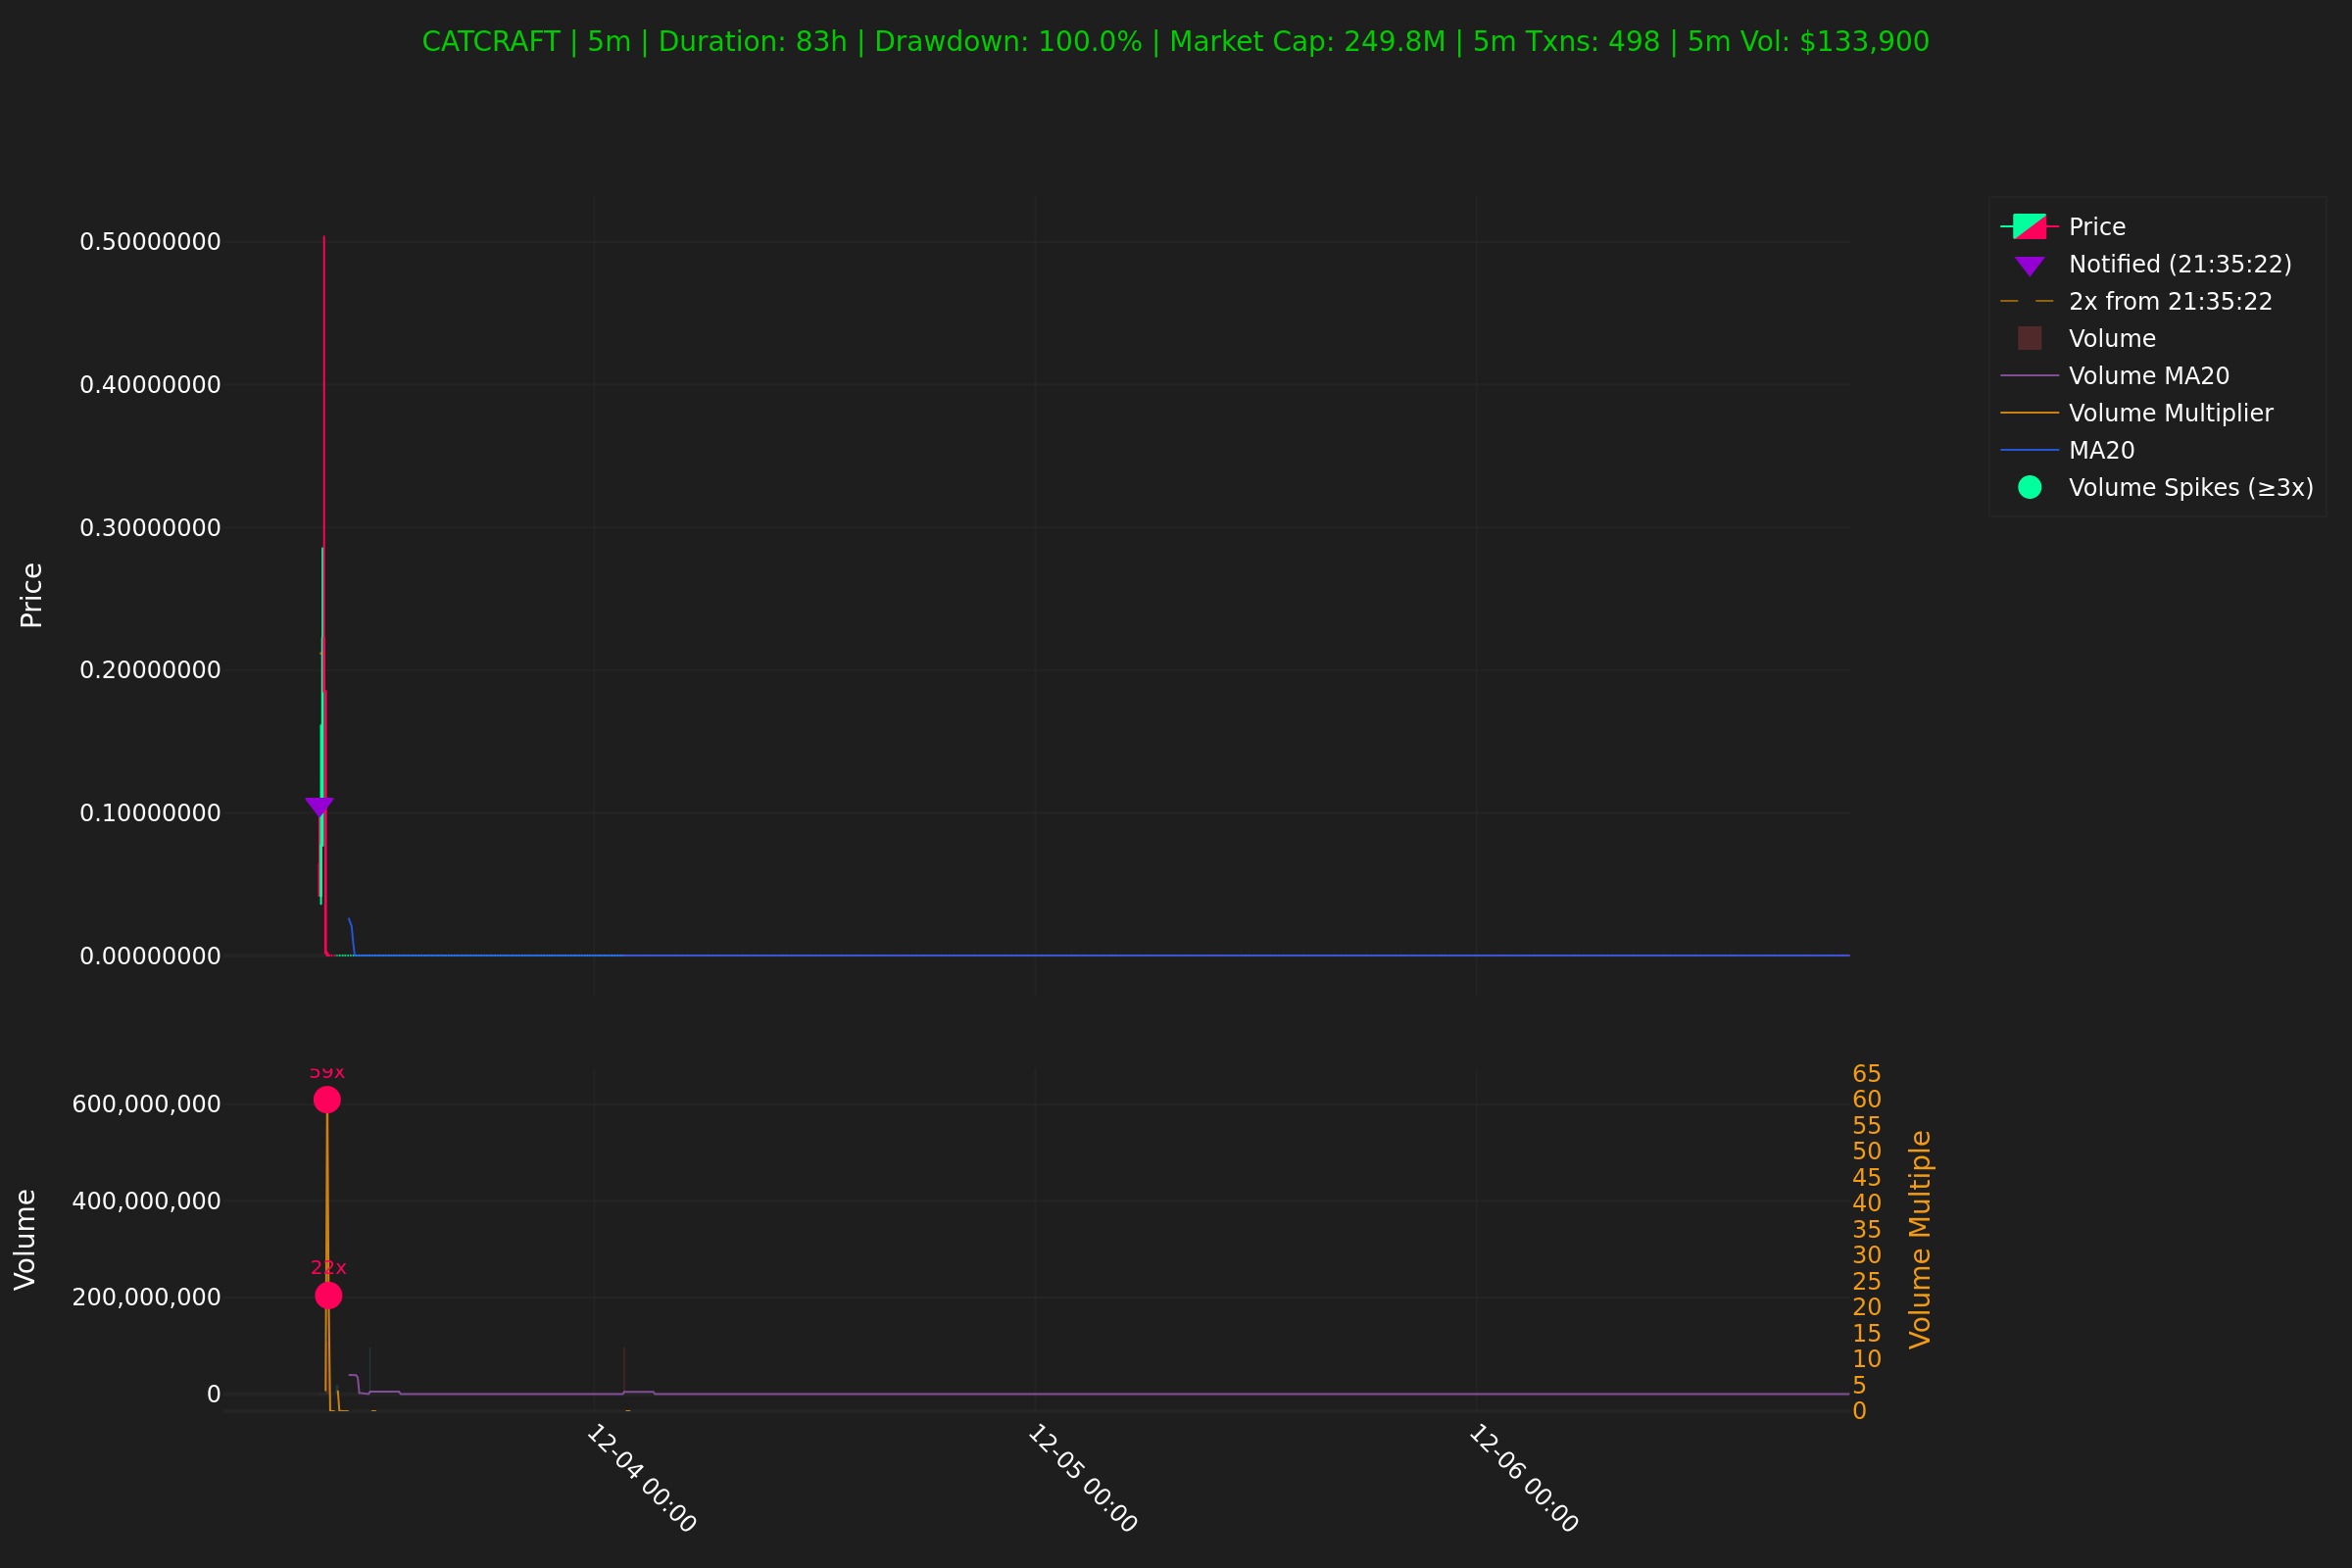 CATCRAFT | 5m | Duration: 83h | Drawdown: 100.0% | Market Cap: 249.8M | 5m Txns: 498 | 5m Vol: $133,900
Price
0.50000000
0.40000000
0.30000000
0.20000000
0.10000000
0.00000000
Price
Notified (21:35:22)
2x from 21:35:22
Volume
Volume MA20
Volume Multiplier
MA20
Volume Spikes (≥3x)
Volume
600,000,000
400,000,000
200,000,000
0
59x
22x
65
60
55
50
45
40
35
30
25
20
15
10
5
0
Volume Multiple
12-04 00:00
12-05 00:00
12-06 00:00